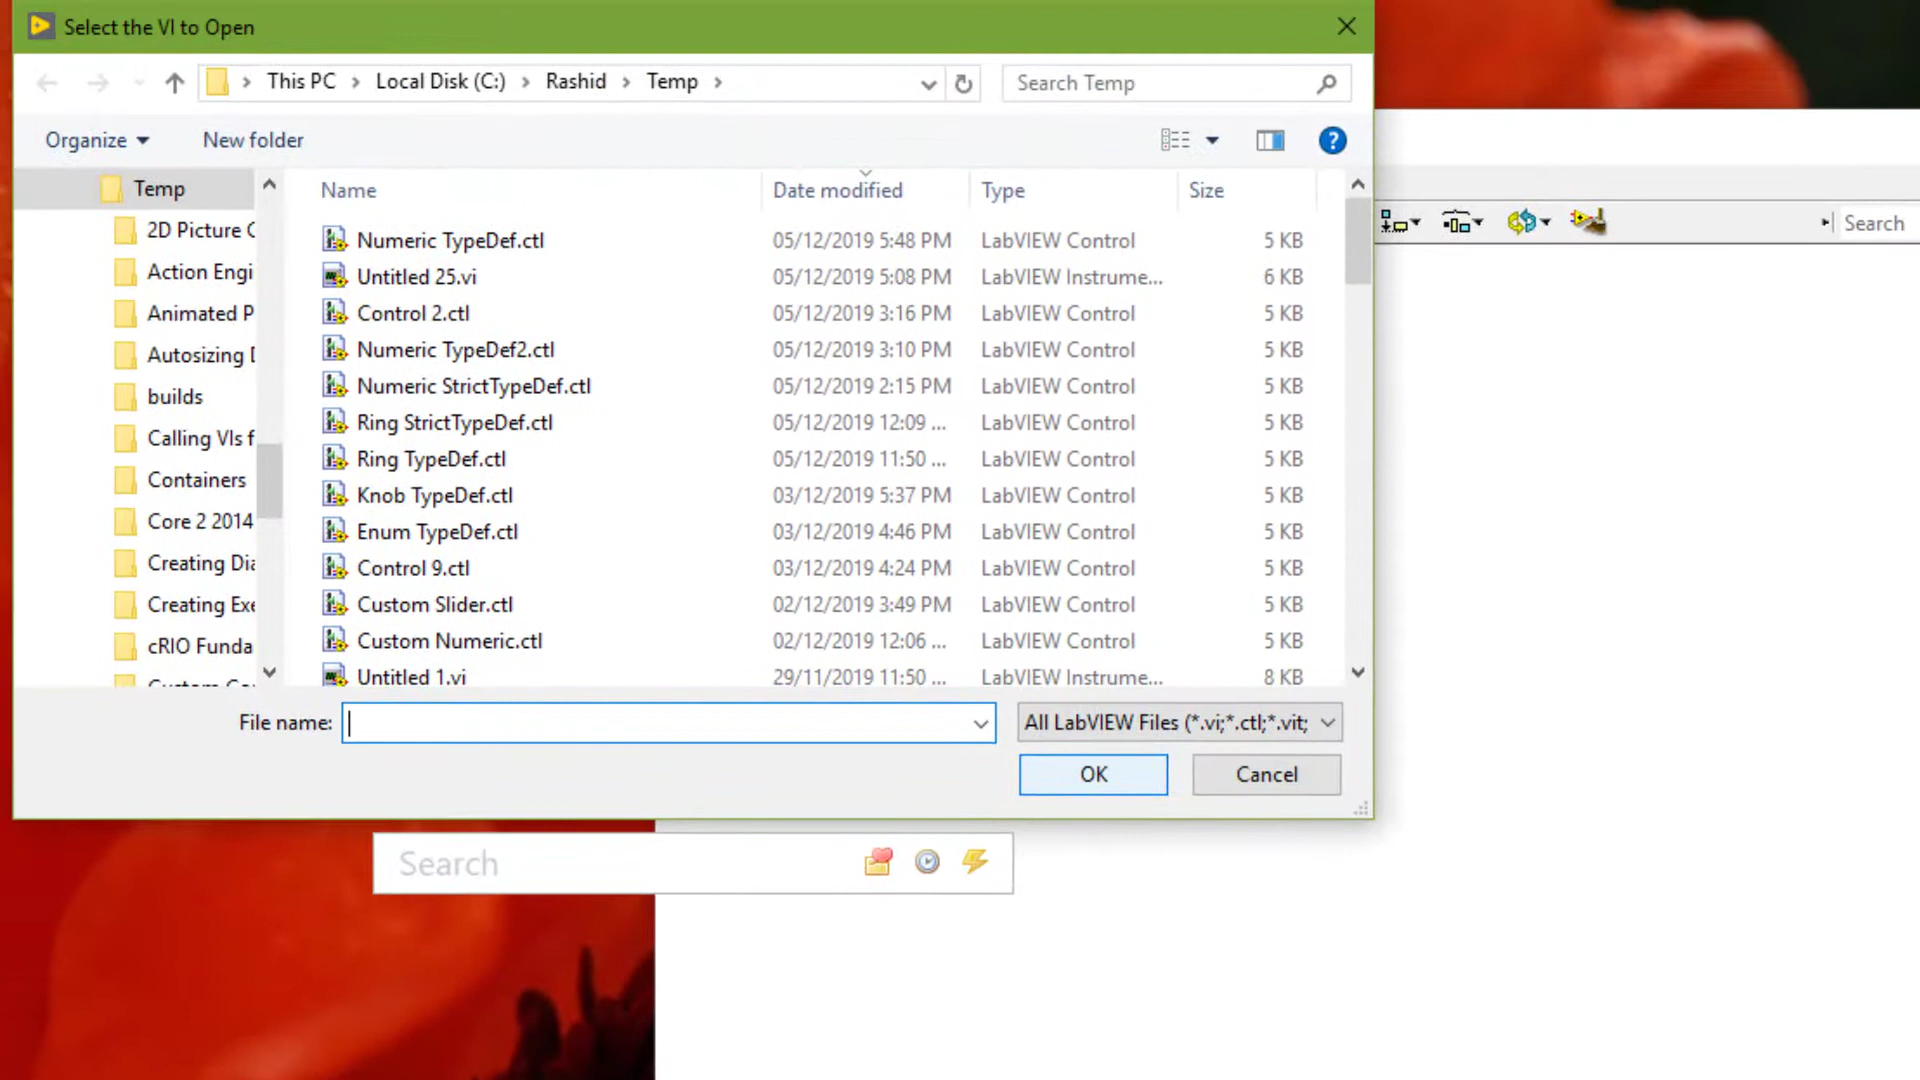 Select the VI to Open
This PC > Local Disk (C:) > Rashid > Temp >
Search Temp
Organize
New folder
Search
Temp
2D Picture C
Action Engi
Animated P
Autosizing D
builds
Calling VIs f
Containers
Core 2 2014
Creating Dia
Creating Exe
cRIO Funda
Name Date modified Type Size
Numeric TypeDef.ctl 05/12/2019 5:48 PM LabVIEW Control 5 KB
Untitled 25.vi 05/12/2019 5:08 PM LabVIEW Instrume... 6 KB
Control 2.ctl 05/12/2019 3:16 PM LabVIEW Control 5 KB
Numeric TypeDef2.ctl 05/12/2019 3:10 PM LabVIEW Control 5 KB
Numeric StrictTypeDef.ctl 05/12/2019 2:15 PM LabVIEW Control 5 KB
Ring StrictTypeDef.ctl 05/12/2019 12:09 ... LabVIEW Control 5 KB
Ring TypeDef.ctl 05/12/2019 11:50 ... LabVIEW Control 5 KB
Knob TypeDef.ctl 03/12/2019 5:37 PM LabVIEW Control 5 KB
Enum TypeDef.ctl 03/12/2019 4:46 PM LabVIEW Control 5 KB
Control 9.ctl 03/12/2019 4:24 PM LabVIEW Control 5 KB
Custom Slider.ctl 02/12/2019 3:49 PM LabVIEW Control 5 KB
Custom Numeric.ctl 02/12/2019 12:06 ... LabVIEW Control 5 KB
Untitled 1.vi 29/11/2019 11:50 ... LabVIEW Instrume... 8 KB
File name:
All LabVIEW Files (*.vi;*.ctl;*.vit;
OK
Cancel
Search